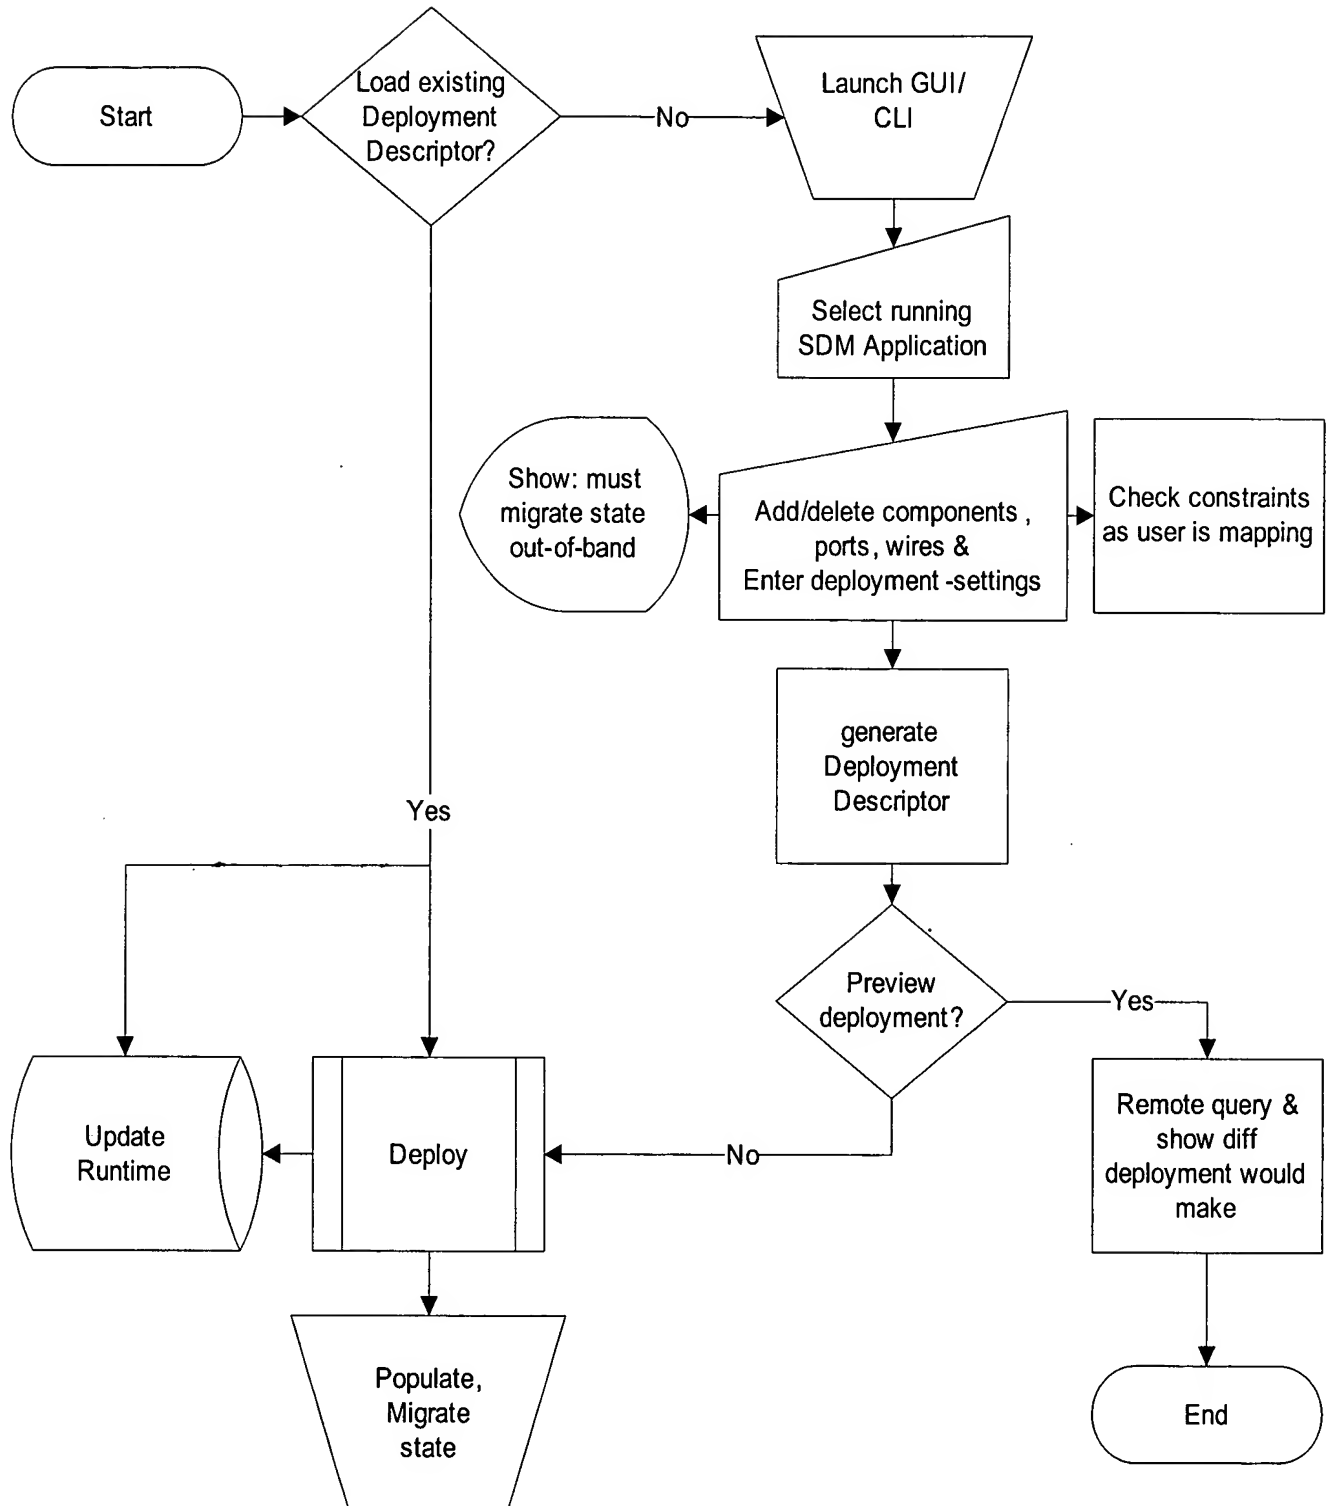 Start
Load existing
Deployment
Descriptor?
No
Launch GUI/
CLI
Select running
SDM Application
Show: must
migrate state
out-of-band
Add/delete components ,
ports, wires &
Enter deployment -settings
Check constraints
as user is mapping
generate
Deployment
Descriptor
Yes
Preview
deployment?
Yes
Update
Runtime
Deploy
No
Remote query &
show diff
deployment would
make
Populate,
Migrate
state
End